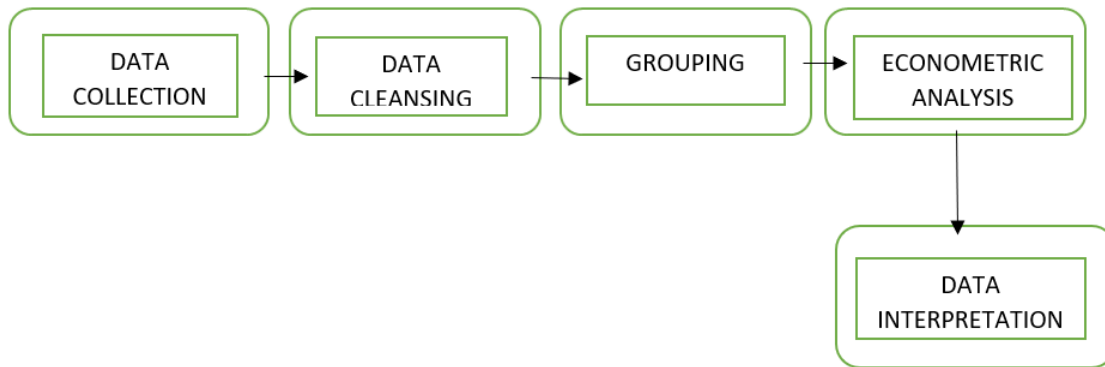 DATA
COLLECTION
DATA
CLEANSING
GROUPING
ECONOMETRIC
ANALYSIS
DATA
INTERPRETATION